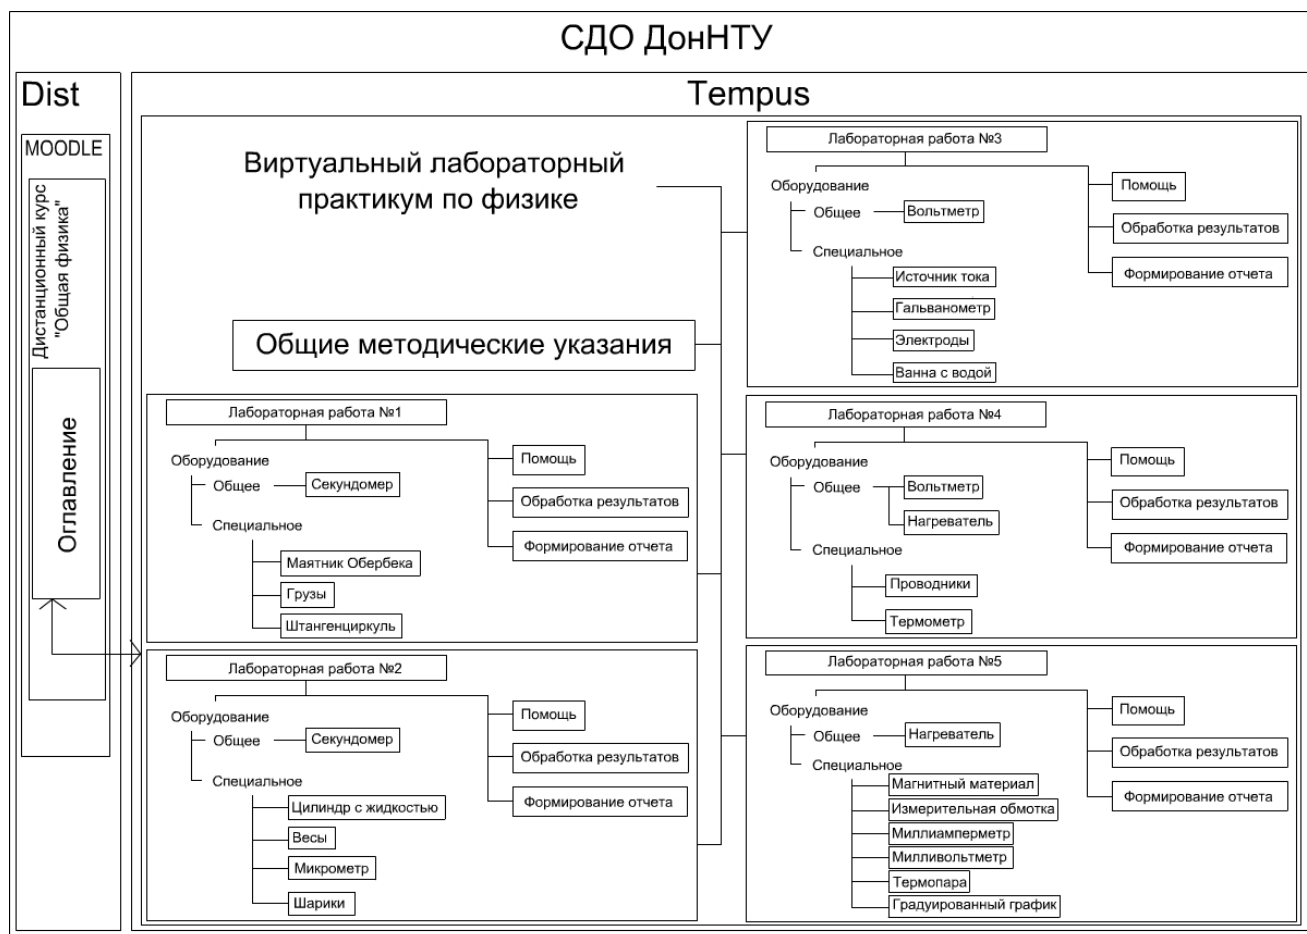 СДО ДонНТУ
Dist
MOODLE
Дистанционный курс
"Общая физика"
Оглавление
Tempus
Виртуальный лабораторный
практикум по физике
Общие методические указания
Лабораторная работа №1
Оборудование
Общее
Секундомер
Специальное
Маятник Обербека
Грузы
Штангенциркуль
Помощь
Обработка результатов
Формирование отчета
Лабораторная работа №2
Оборудование
Общее
Секундомер
Специальное
Цилиндр с жидкостью
Весы
Микрометр
Шарики
Помощь
Обработка результатов
Формирование отчета
Лабораторная работа №3
Оборудование
Общее
Вольтметр
Специальное
Источник тока
Гальванометр
Электроды
Ванна с водой
Помощь
Обработка результатов
Формирование отчета
Лабораторная работа №4
Оборудование
Общее
Вольтметр
Нагреватель
Специальное
Проводники
Термометр
Помощь
Обработка результатов
Формирование отчета
Лабораторная работа №5
Оборудование
Общее
Нагреватель
Специальное
Магнитный материал
Измерительная обмотка
Миллиамперметр
Милливольтметр
Термопара
Градуированный график
Помощь
Обработка результатов
Формирование отчета